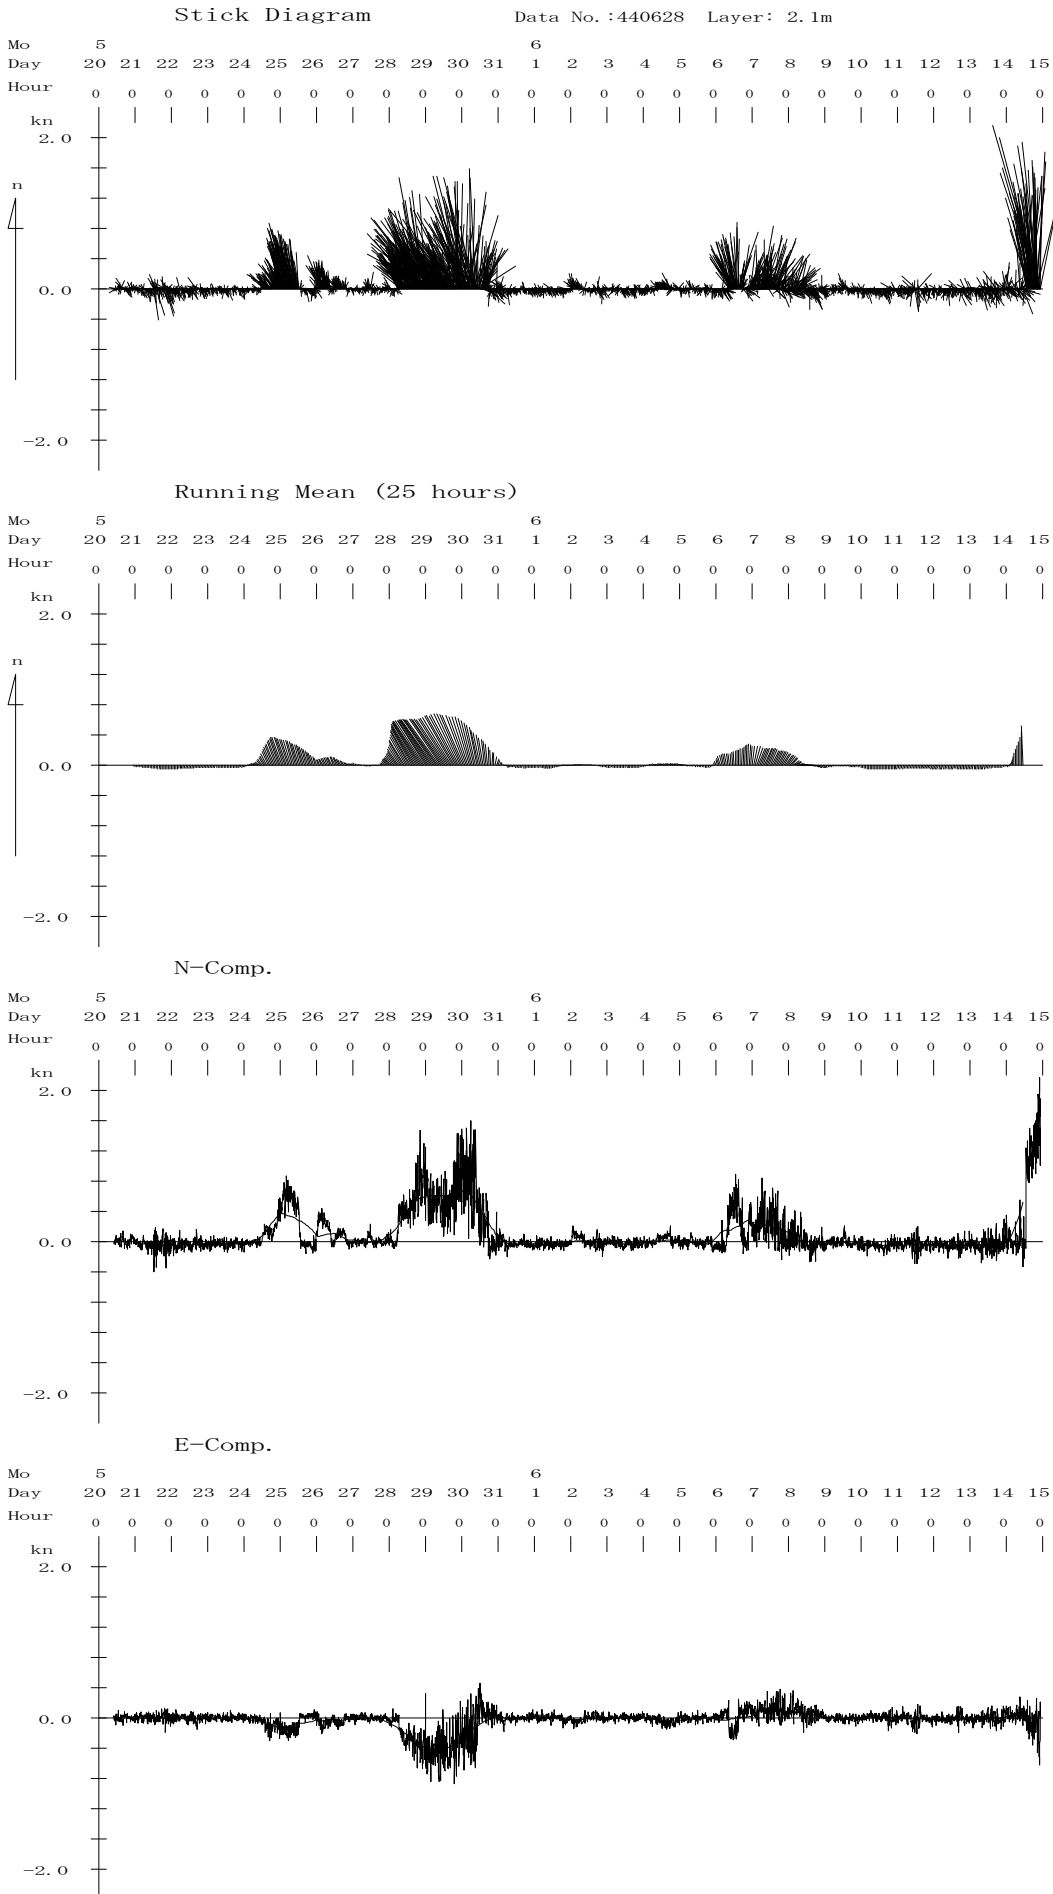 Stick Diagram Data No.:440628 Layer: 2.1m
Mo 5 6
Day 20 21 22 23 24 25 26 27 28 29 30 31 1 2 3 4 5 6 7 8 9 10 11 12 13 14 15
Hour 0 0 0 0 0 0 0 0 0 0 0 0 0 0 0 0 0 0 0 0 0 0 0 0 0 0 0
kn
2.0
n
0.0
-2.0
Running Mean (25 hours)
Mo 5 6
Day 20 21 22 23 24 25 26 27 28 29 30 31 1 2 3 4 5 6 7 8 9 10 11 12 13 14 15
Hour 0 0 0 0 0 0 0 0 0 0 0 0 0 0 0 0 0 0 0 0 0 0 0 0 0 0 0
kn
2.0
n
0.0
-2.0
N-Comp.
Mo 5 6
Day 20 21 22 23 24 25 26 27 28 29 30 31 1 2 3 4 5 6 7 8 9 10 11 12 13 14 15
Hour 0 0 0 0 0 0 0 0 0 0 0 0 0 0 0 0 0 0 0 0 0 0 0 0 0 0 0
kn
2.0
0.0
-2.0
E-Comp.
Mo 5 6
Day 20 21 22 23 24 25 26 27 28 29 30 31 1 2 3 4 5 6 7 8 9 10 11 12 13 14 15
Hour 0 0 0 0 0 0 0 0 0 0 0 0 0 0 0 0 0 0 0 0 0 0 0 0 0 0 0
kn
2.0
0.0
-2.0